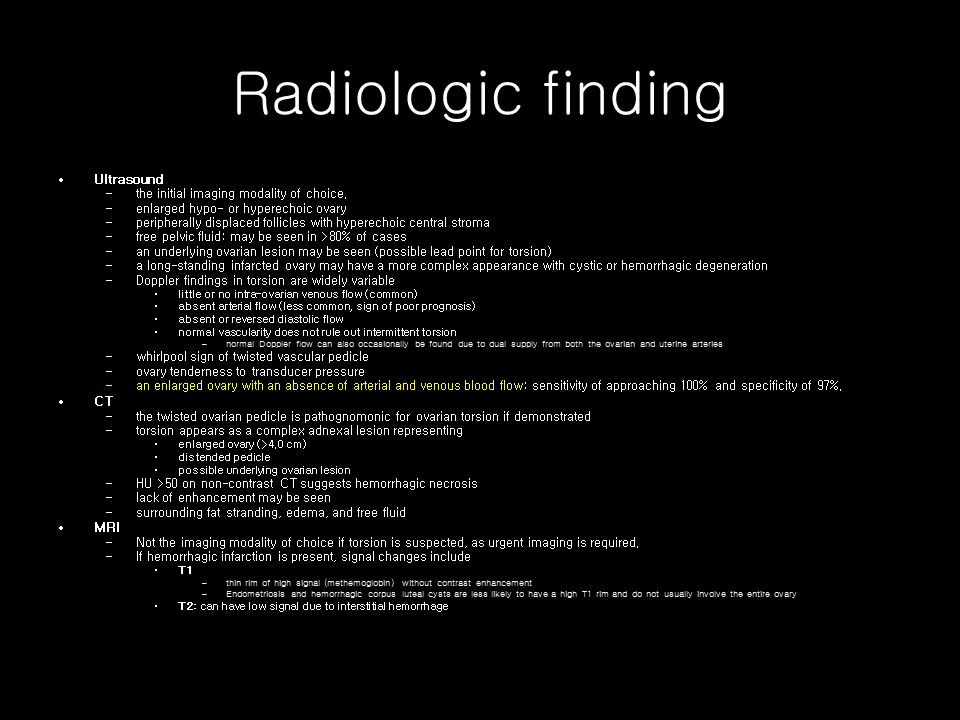 Radiologic finding
• Ultrasound
– the initial imaging modality of choice.
– enlarged hypo- or hyperechoic ovary
– peripherally displaced follicles with hyperechoic central stroma
– free pelvic fluid: may be seen in >80% of cases
– an underlying ovarian lesion may be seen (possible lead point for torsion)
– a long-standing infarcted ovary may have a more complex appearance with cystic or hemorrhagic degeneration
– Doppler findings in torsion are widely variable
• little or no intra-ovarian venous flow (common)
• absent arterial flow (less common, sign of poor prognosis)
• absent or reversed diastolic flow
• normal vascularity does not rule out intermittent torsion
– normal Doppler flow can also occasionally be found due to dual supply from both the ovarian and uterine arteries
– whirlpool sign of twisted vascular pedicle
– ovary tenderness to transducer pressure
– an enlarged ovary with an absence of arterial and venous blood flow: sensitivity of approaching 100% and specificity of 97%.
• CT
– the twisted ovarian pedicle is pathognomonic for ovarian torsion if demonstrated
– torsion appears as a complex adnexal lesion representing
• enlarged ovary (>4.0 cm)
• distended pedicle
• possible underlying ovarian lesion
– HU >50 on non-contrast CT suggests hemorrhagic necrosis
– lack of enhancement may be seen
– surrounding fat stranding, edema, and free fluid
• MRI
– Not the imaging modality of choice if torsion is suspected, as urgent imaging is required.
– If hemorrhagic infarction is present, signal changes include
• T1
– thin rim of high signal (methemoglobin) without contrast enhancement
– Endometriosis and hemorrhagic corpus luteal cysts are less likely to have a high T1 rim and do not usually involve the entire ovary
• T2: can have low signal due to interstitial hemorrhage